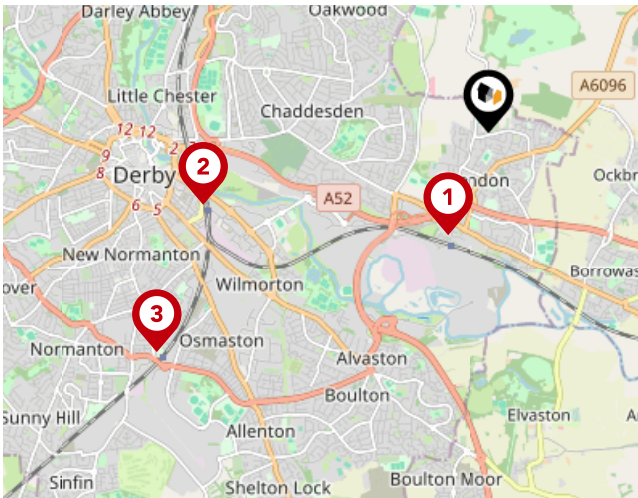 Darley Abbey
Oakwood
Little Chester
A6096
Chaddesden
12 12
2
9
8
Derby
2
1
ndon
Ockbr
A52
6 5
New Normanton
Borrowas
over
Wilmorton
3
Osmaston
Normanton
Alvaston
Boulton
Sunny Hill
Elvaston
Allenton
Sinfin
Shelton Lock
Boulton Moor